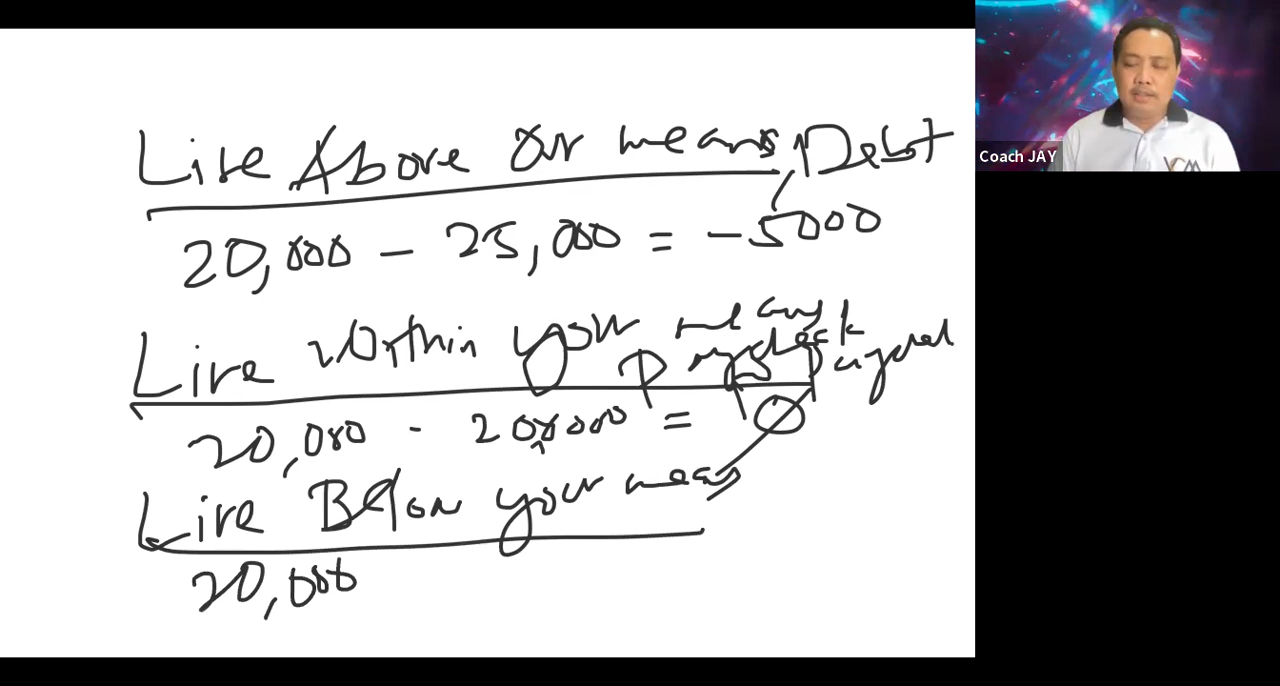 Live Above Our means Debt
20,000 - 25,000 = -5000
Live within your means
Paycheck
20,000 - 20,000 = 0
Live Below your means
20,000
Coach JAY
VCM